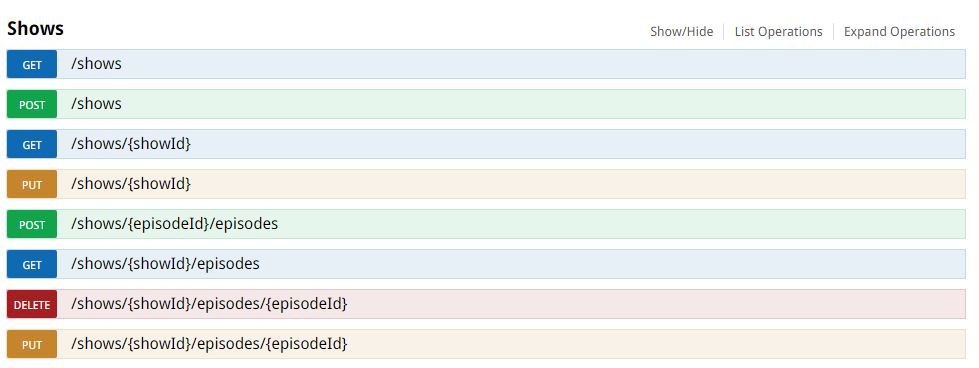 Shows Show/Hide List Operations Expand Operations
GET /shows
POST /shows
GET /shows/{showId}
PUT /shows/{showId}
POST /shows/{episodeId}/episodes
GET /shows/{showId}/episodes
DELETE /shows/{showId}/episodes/{episodeId}
PUT /shows/{showId}/episodes/{episodeId}